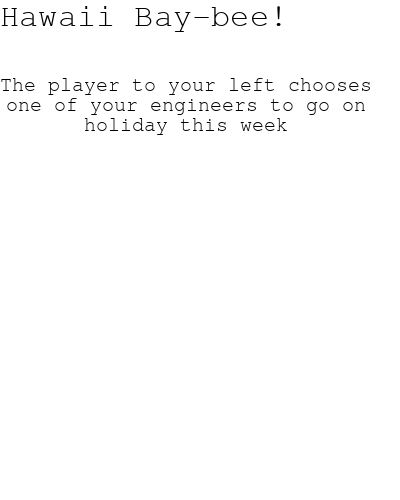 Hawaii Bay-bee!
The player to your left chooses
one of your engineers to go on
holiday this week